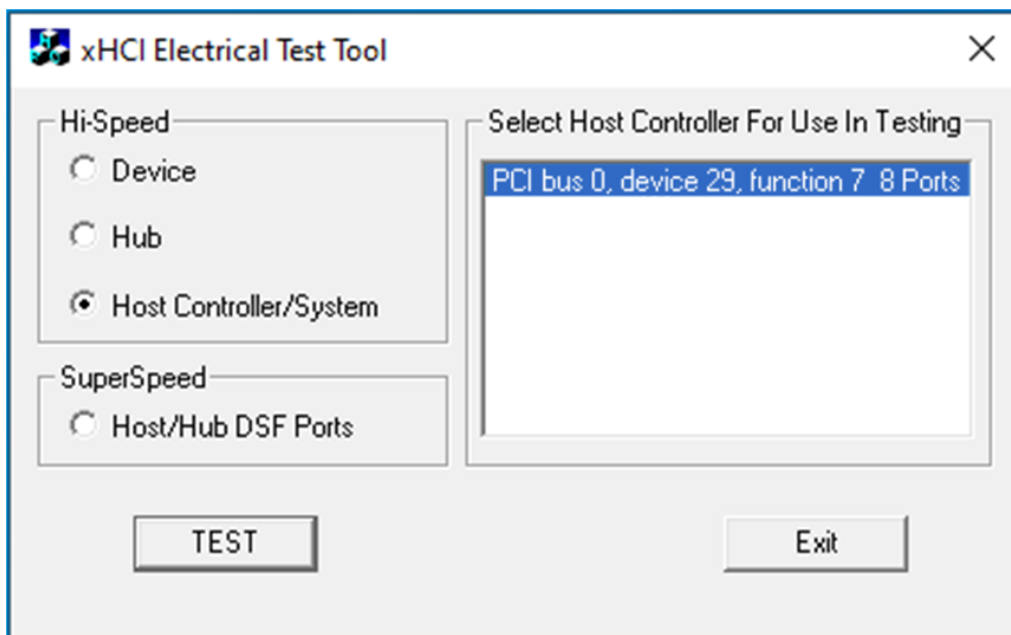 xHCI Electrical Test Tool
Hi-Speed
Device
Hub
Host Controller/System
SuperSpeed
Host/Hub DSF Ports
Select Host Controller For Use In Testing
PCI bus 0, device 29, function 7  8 Ports
TEST
Exit